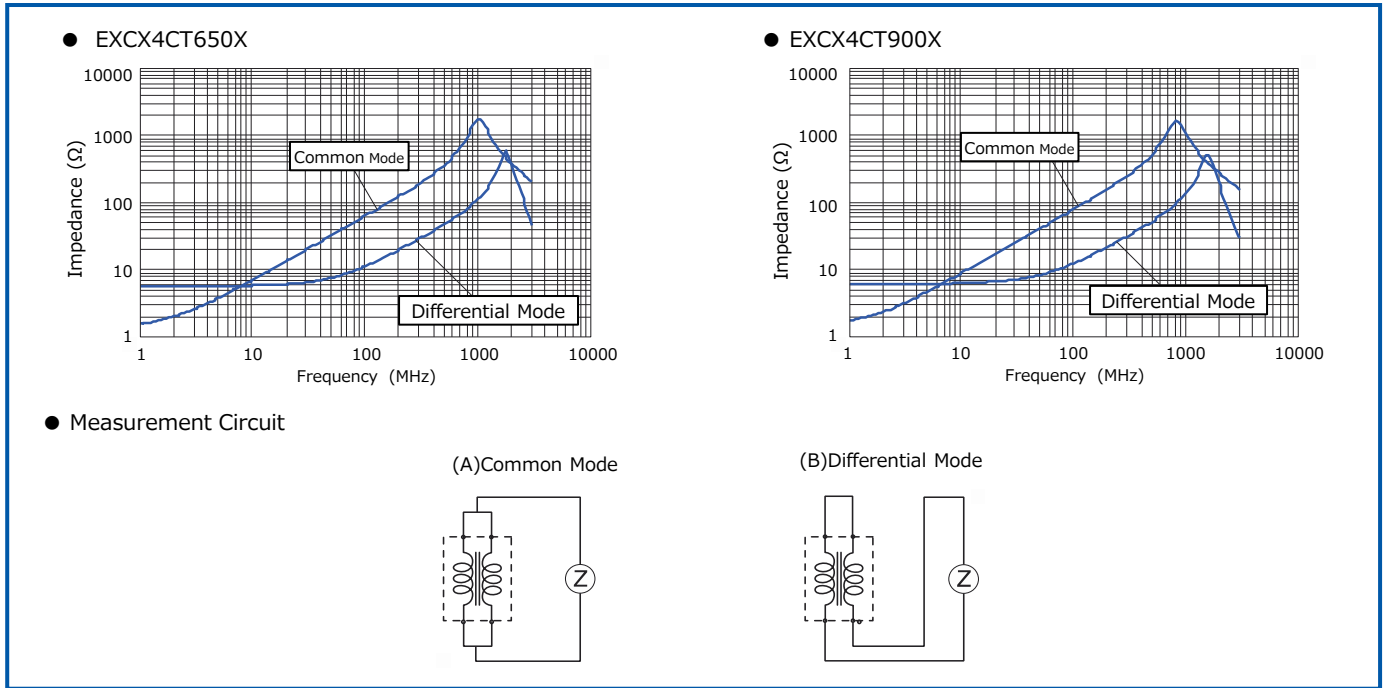 ● EXCX4CT650X
10000
1000
100
10
1
Impedance (Ω)
Common Mode
Differential Mode
1 10 100 1000 10000
Frequency (MHz)
● EXCX4CT900X
10000
1000
100
10
1
Impedance (Ω)
Common Mode
Differential Mode
1 10 100 1000 10000
Frequency (MHz)
● Measurement Circuit
(A)Common Mode
Z
(B)Differential Mode
Z